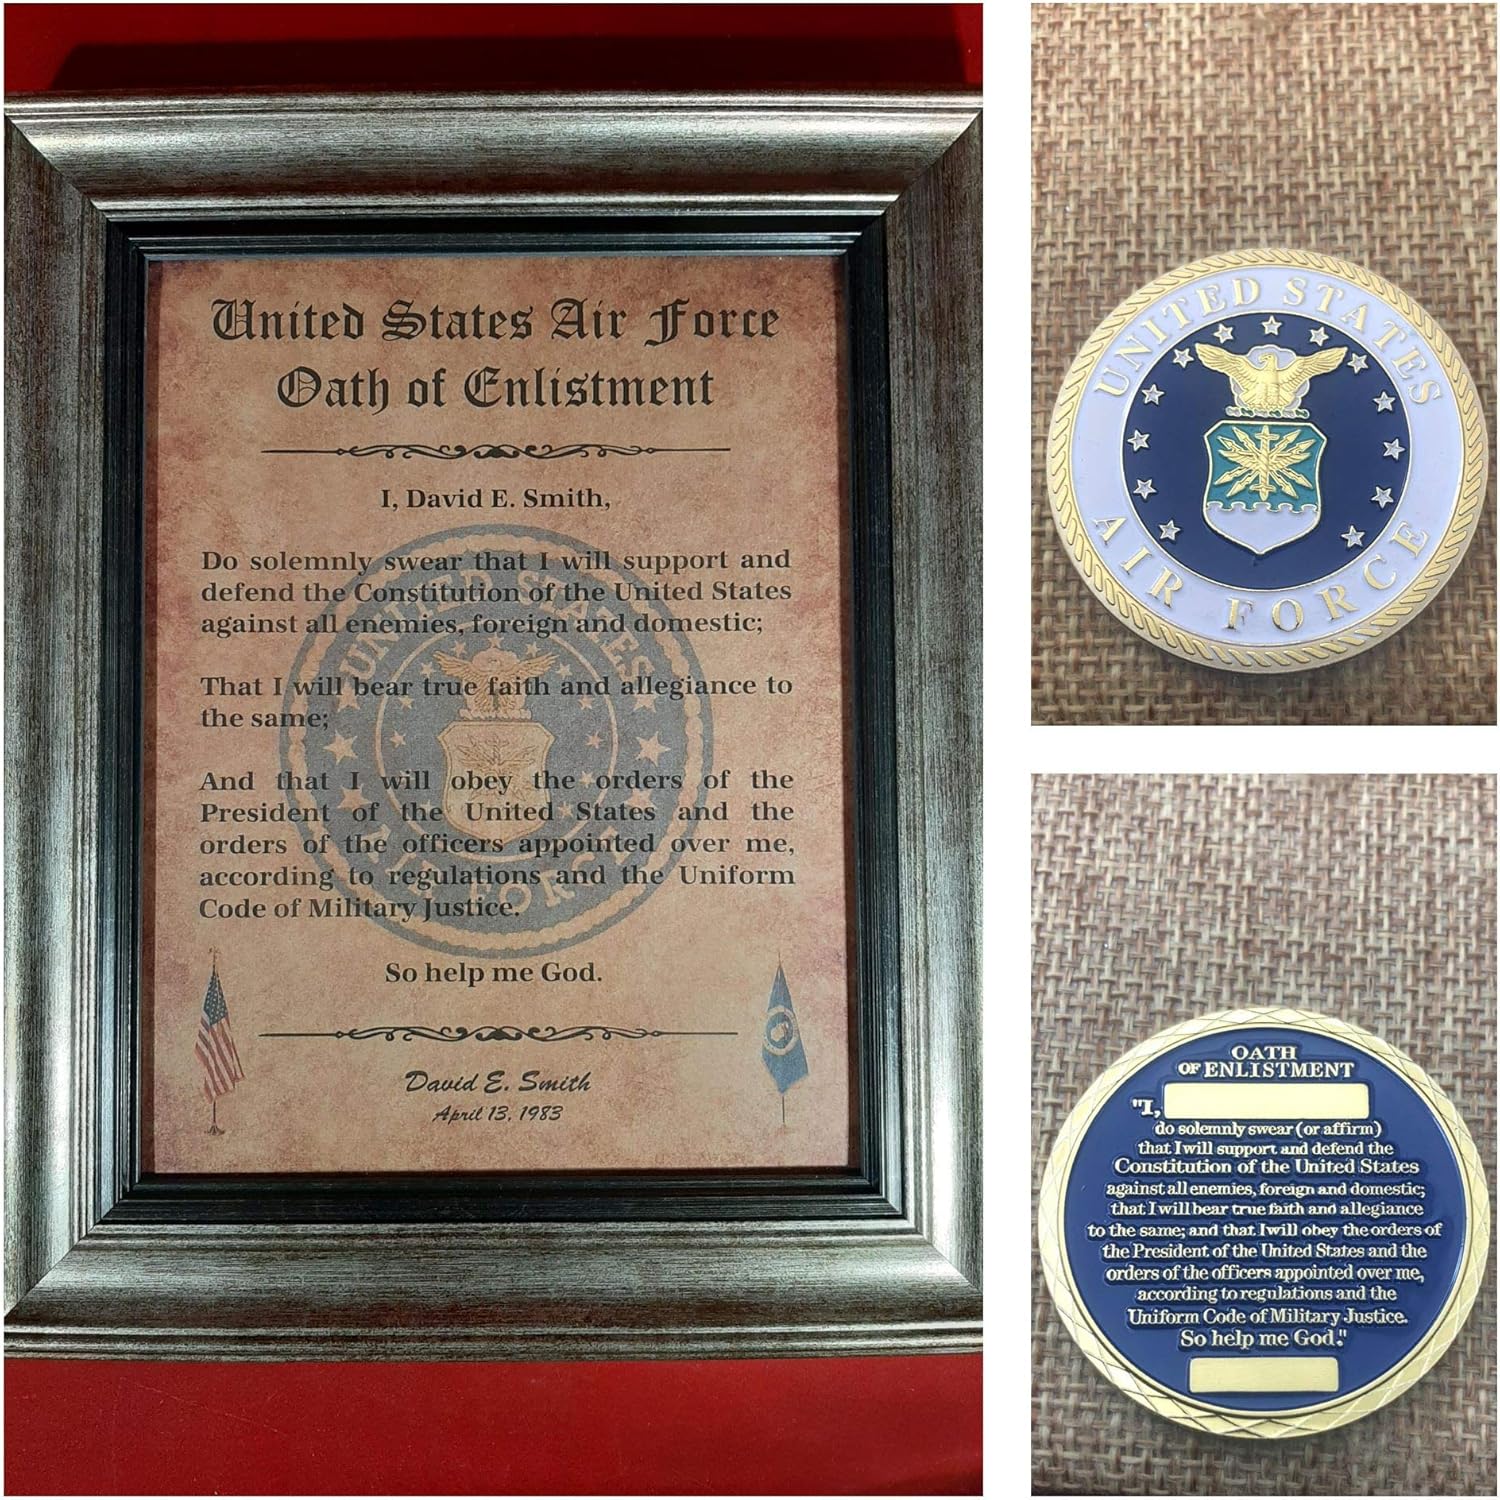 United States Air Force
Oath of Enlistment
I, David E. Smith,
Do solemnly swear that I will support and
defend the Constitution of the United States
against all enemies, foreign and domestic;
That I will bear true faith and allegiance to
the same;
And that I will obey the orders of the
President of the United States and the
orders of the officers appointed over me,
according to regulations and the Uniform
Code of Military Justice.
So help me God.
David E. Smith
April 13, 1983
UNITED STATES
AIR FORCE
UNITED STATES
AIR FORCE
OATH
OF ENLISTMENT
"I,
do solemnly swear (or affirm)
that I will support and defend the
Constitution of the United States
against all enemies, foreign and domestic;
that I will bear true faith and allegiance
to the same; and that I will obey the orders of
the President of the United States and the
orders of the officers appointed over me,
according to regulations and the
Uniform Code of Military Justice.
So help me God."